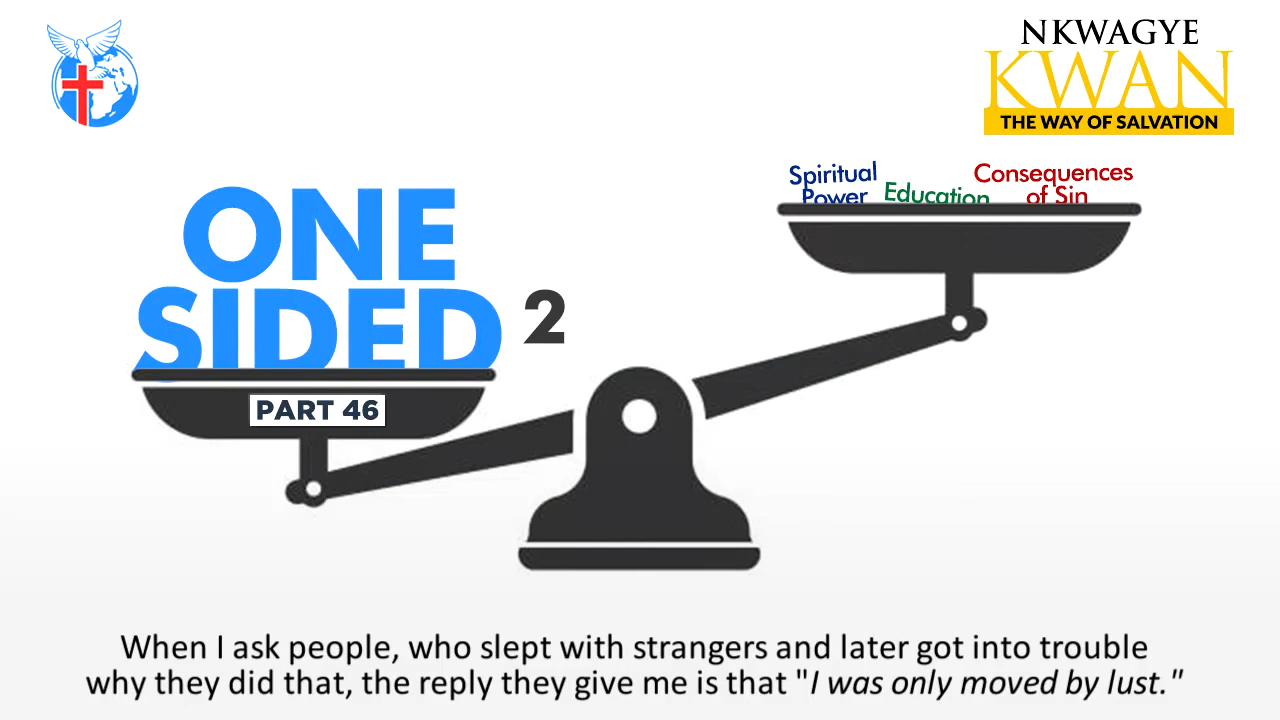 NKWAGYE
KWAN
THE WAY OF SALVATION
Spiritual
Power
Education
Consequences
of Sin
ONE
SIDED 2
PART 46
When I ask people, who slept with strangers and later got into trouble
why they did that, the reply they give me is that "I was only moved by lust."